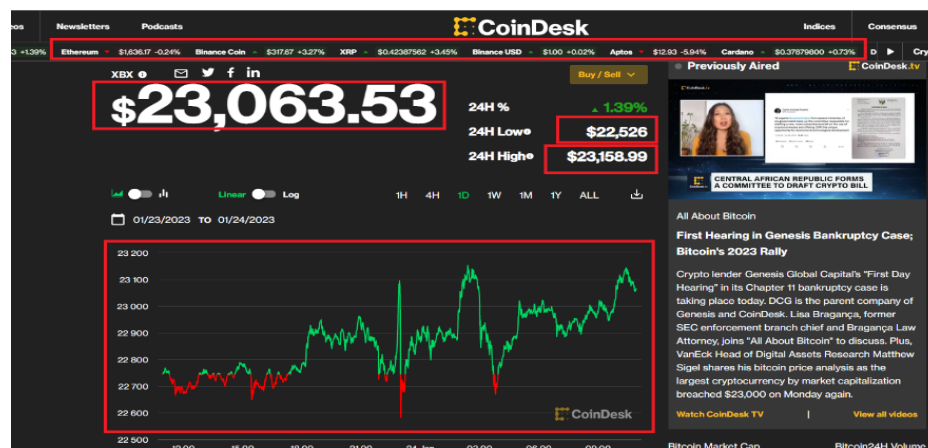 Newsletters Podcasts CoinDesk Indices Consensus
+1.39% Ethereum $1,636.17 -0.24% Binance Coin $317.67 +3.27% XRP $0.42387562 +3.45% Binance USD $1.00 +0.02% Aptos $12.93 -5.94% Cardano $0.37879600 +0.73%
XBX
f in
Buy / Sell
$23,063.53
24H % 1.39%
24H Low $22,526
24H High $23,158.99
Linear Log 1H 4H 1D 1W 1M 1Y ALL
01/23/2023 TO 01/24/2023
23 200
23 100
23 000
22 900
22 800
22 700
22 600
22 500
CoinDesk
24 Jan
Previously Aired CoinDesk.tv
CENTRAL AFRICAN REPUBLIC FORMS
A COMMITTEE TO DRAFT CRYPTO BILL
All About Bitcoin
First Hearing in Genesis Bankruptcy Case;
Bitcoin's 2023 Rally
Crypto lender Genesis Global Capital's "First Day
Hearing" in its Chapter 11 bankruptcy case is
taking place today. DCG is the parent company of
Genesis and CoinDesk. Lisa Bragança, former
SEC enforcement branch chief and Bragança Law
Attorney, joins "All About Bitcoin" to discuss. Plus,
VanEck Head of Digital Assets Research Matthew
Sigel shares his bitcoin price analysis as the
largest cryptocurrency by market capitalization
breached $23,000 on Monday again.
Watch CoinDesk TV | View all videos
Bitcoin Market Cap Bitcoin24H Volume